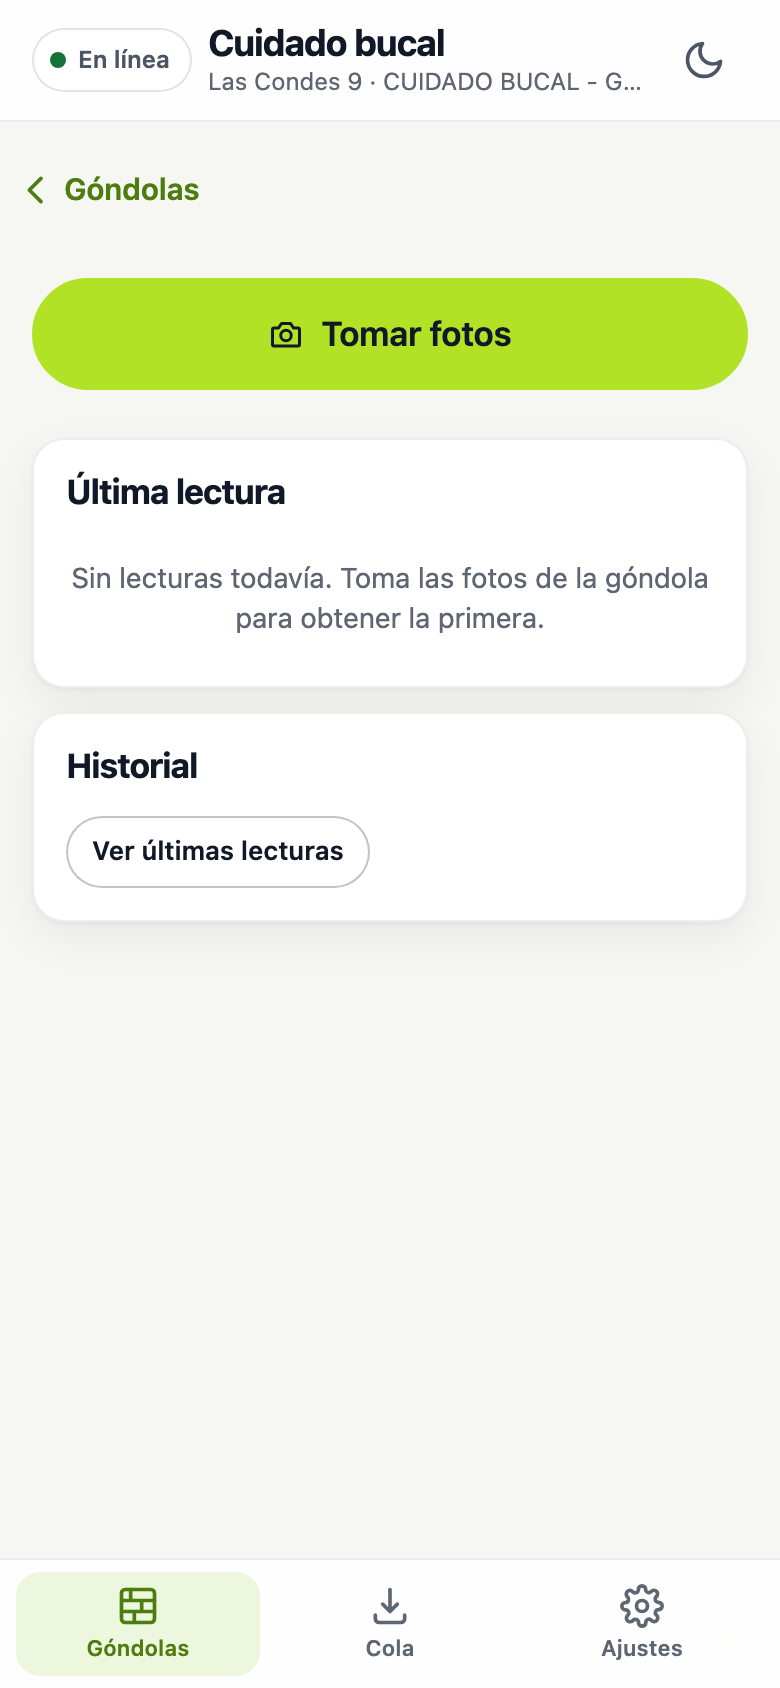 En línea
Cuidado bucal
Las Condes 9 · CUIDADO BUCAL - G...
Góndolas
Tomar fotos
Última lectura
Sin lecturas todavía. Toma las fotos de la góndola
para obtener la primera.
Historial
Ver últimas lecturas
Góndolas
Cola
Ajustes